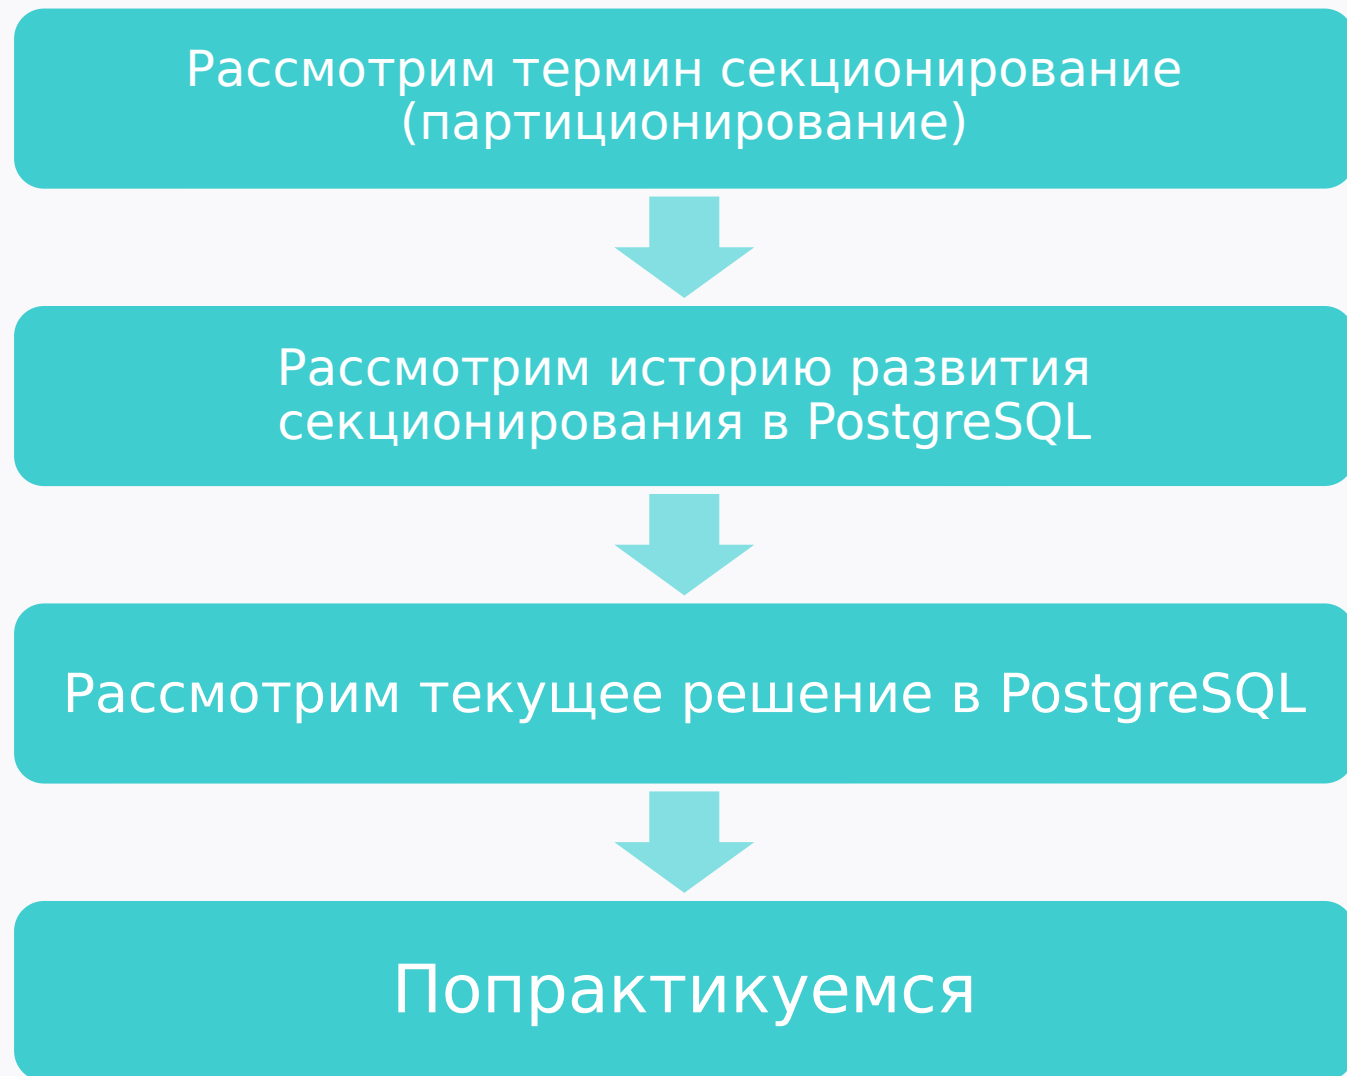 Рассмотрим термин секционирование
(партиционирование)
Рассмотрим историю развития
секционирования в PostgreSQL
Рассмотрим текущее решение в PostgreSQL
Попрактикуемся